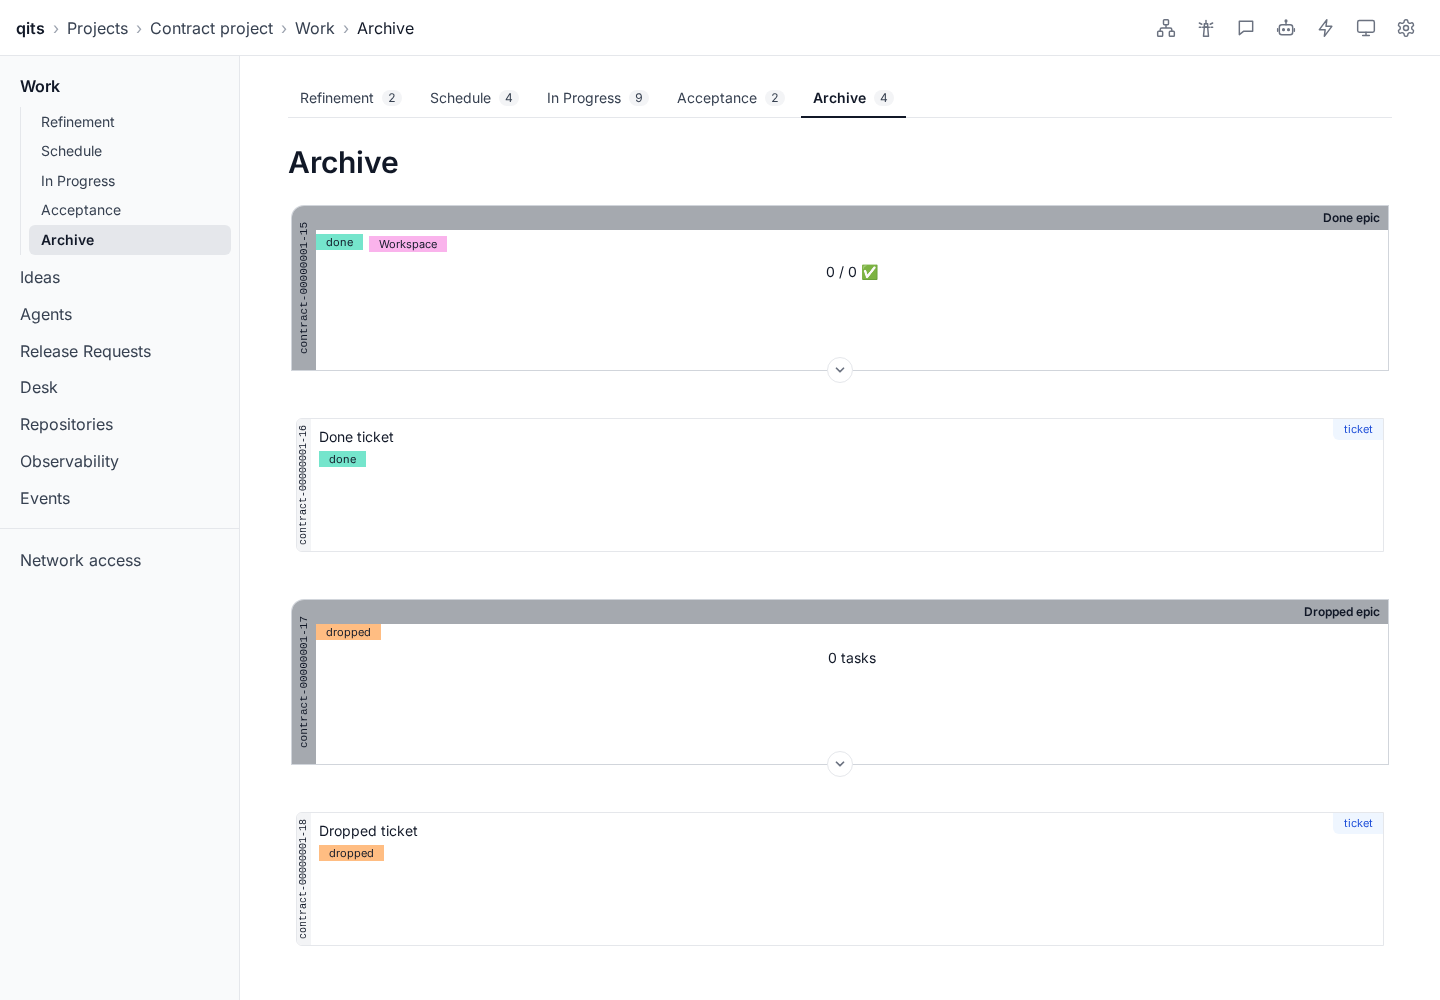 qits › Projects › Contract project › Work › Archive
Work
Refinement
Schedule
In Progress
Acceptance
Archive
Ideas
Agents
Release Requests
Desk
Repositories
Observability
Events
Network access
Refinement 2 Schedule 4 In Progress 9 Acceptance 2 Archive 4
Archive
contract-00000001-15
Done epic
done Workspace
0 / 0 ✅
contract-00000001-16
Done ticket
ticket
done
contract-00000001-17
Dropped epic
dropped
0 tasks
contract-00000001-18
Dropped ticket
ticket
dropped